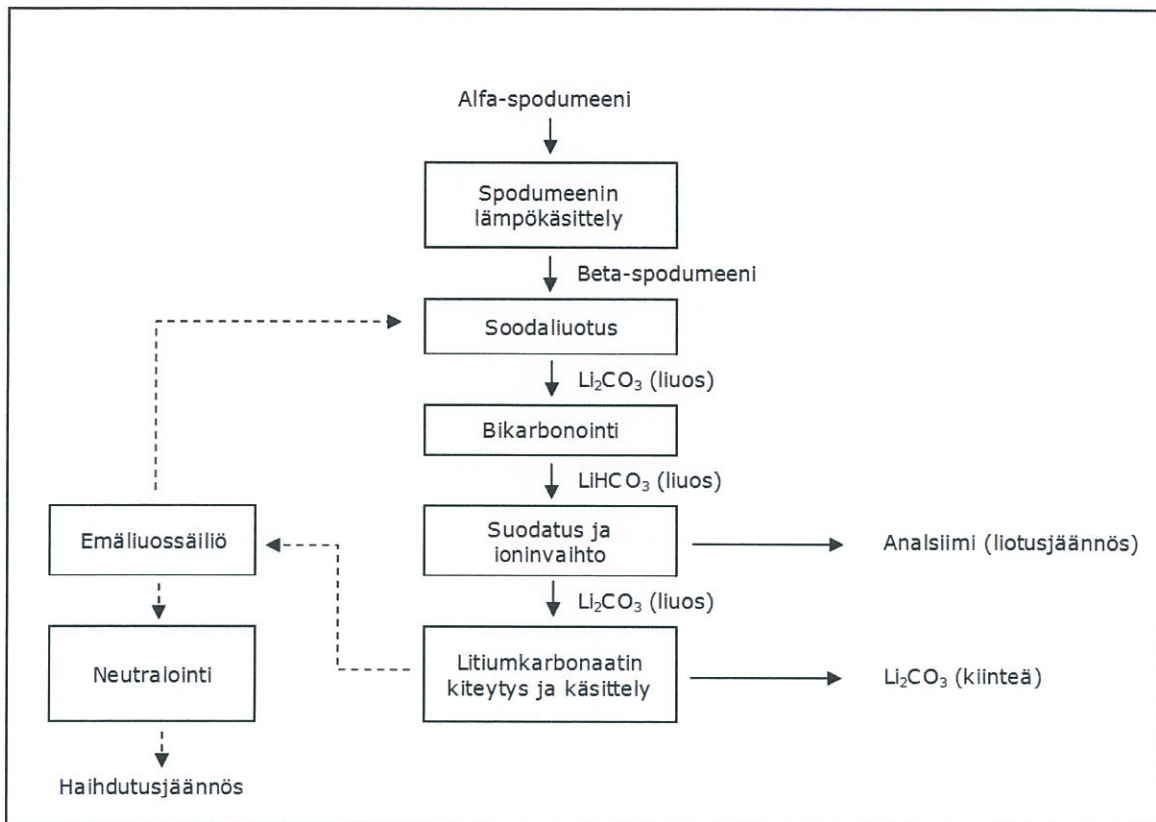 Alfa-spodumeeni
Spodumeenin
lämpökäsittely
Beta-spodumeeni
Soodaliuotus
Li₂CO₃ (liuos)
Bikarbonointi
LiHCO₃ (liuos)
Emäliuossäiliö
Suodatus ja
ioninvaihto
Analsiimi (liotusjäännös)
Li₂CO₃ (liuos)
Neutralointi
Litiumkarbonaatin
kiteytys ja käsittely
Li₂CO₃ (kiinteä)
Haihdutusjäännös